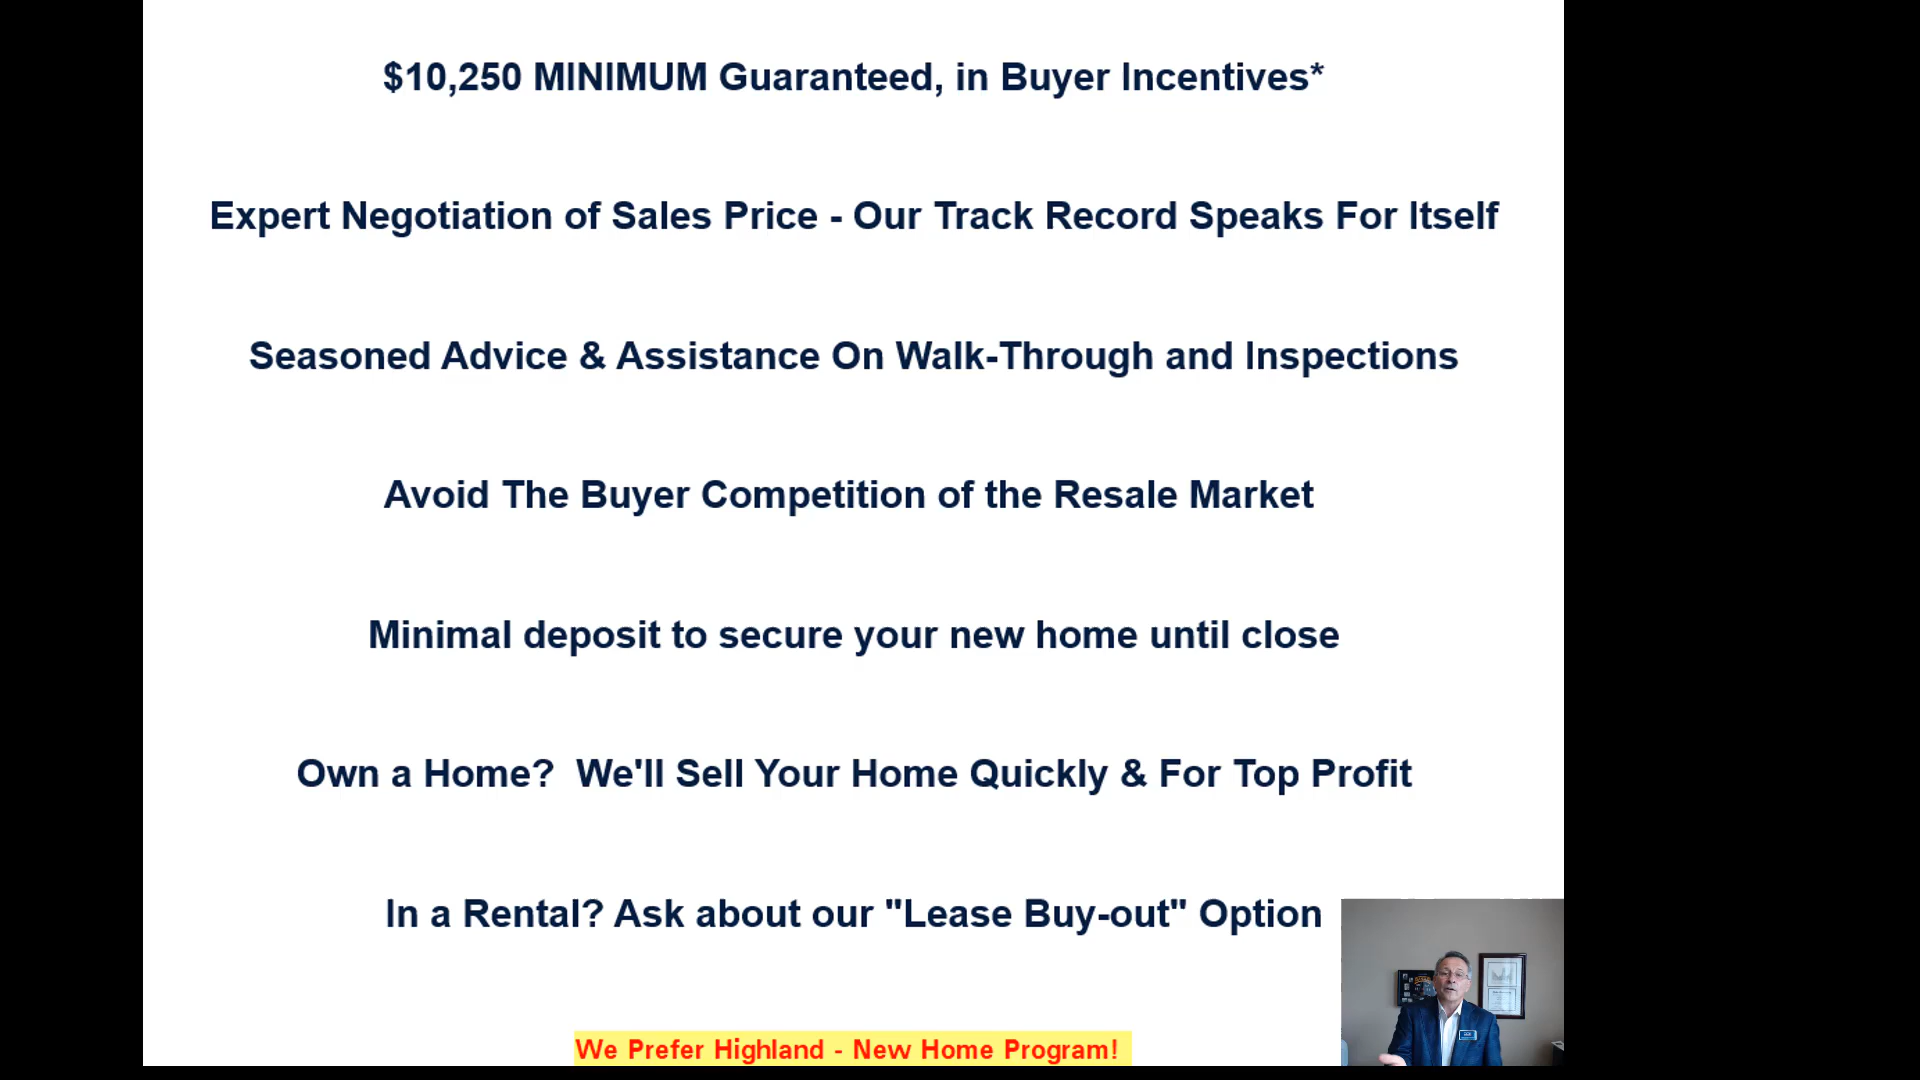 $10,250 MINIMUM Guaranteed, in Buyer Incentives*
Expert Negotiation of Sales Price - Our Track Record Speaks For Itself
Seasoned Advice & Assistance On Walk-Through and Inspections
Avoid The Buyer Competition of the Resale Market
Minimal deposit to secure your new home until close
Own a Home?  We'll Sell Your Home Quickly & For Top Profit
In a Rental? Ask about our "Lease Buy-out" Option
We Prefer Highland - New Home Program!